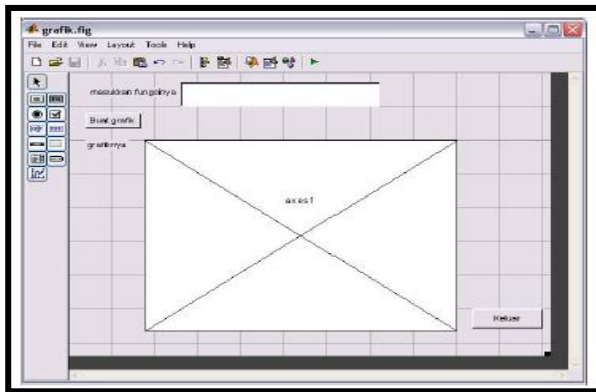 grafik.fig
File Edit View Layout Tools Help
masukkan fungsinya
Buat grafik
grafiknya
axes1
Keluar